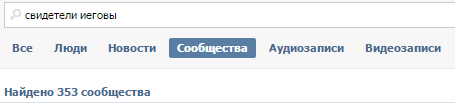 свидетели иеговы
Все Люди Новости Сообщества Аудиозаписи Видеозаписи
Найдено 353 сообщества